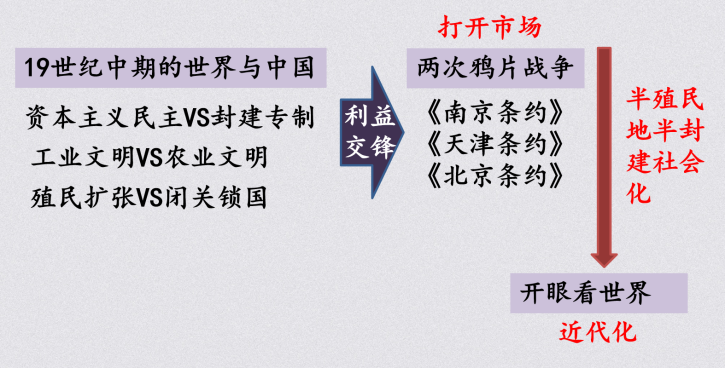 19世纪中期的世界与中国
资本主义民主VS封建专制
工业文明VS农业文明
殖民扩张VS闭关锁国
利益
交锋
打开市场
两次鸦片战争
《南京条约》
《天津条约》
《北京条约》
半殖民
地半封
建社会
化
开眼看世界
近代化